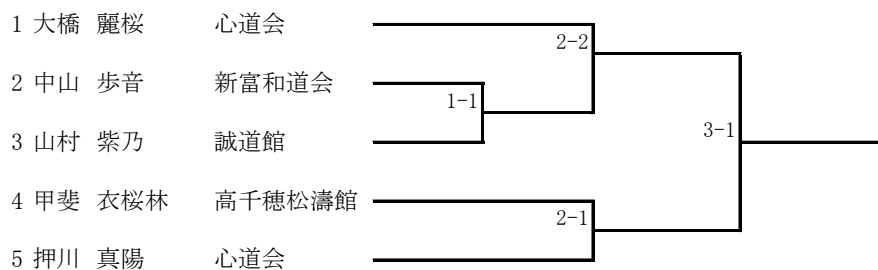 1 大橋 麗桜 心道会
2-2
2 中山 歩音 新富和道会
1-1
3-1
3 山村 紫乃 誠道館
4 甲斐 衣桜林 高千穂松濤館
2-1
5 押川 真陽 心道会